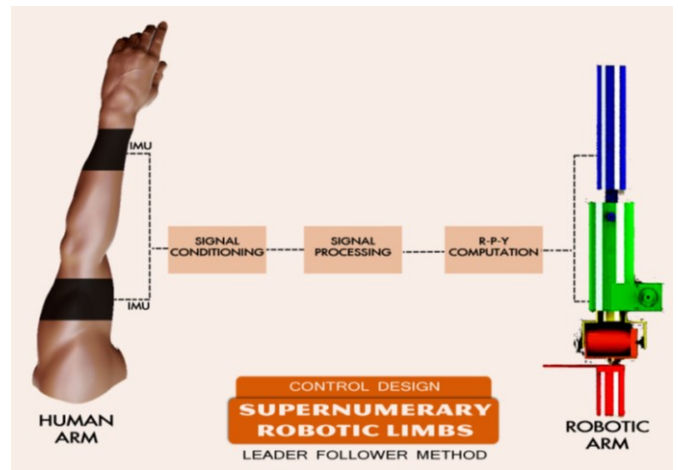 IMU
SIGNAL
CONDITIONING
SIGNAL
PROCESSING
R-P-Y
COMPUTATION
IMU
HUMAN
ARM
CONTROL DESIGN
SUPERNUMERARY
ROBOTIC LIMBS
LEADER FOLLOWER METHOD
ROBOTIC
ARM